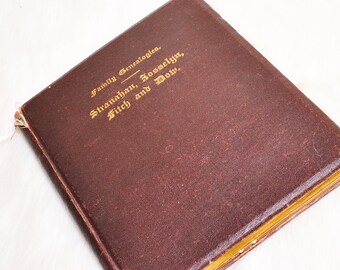 Family Genealogies.
Stranahan, Josselyn,
Fitch and Dow.